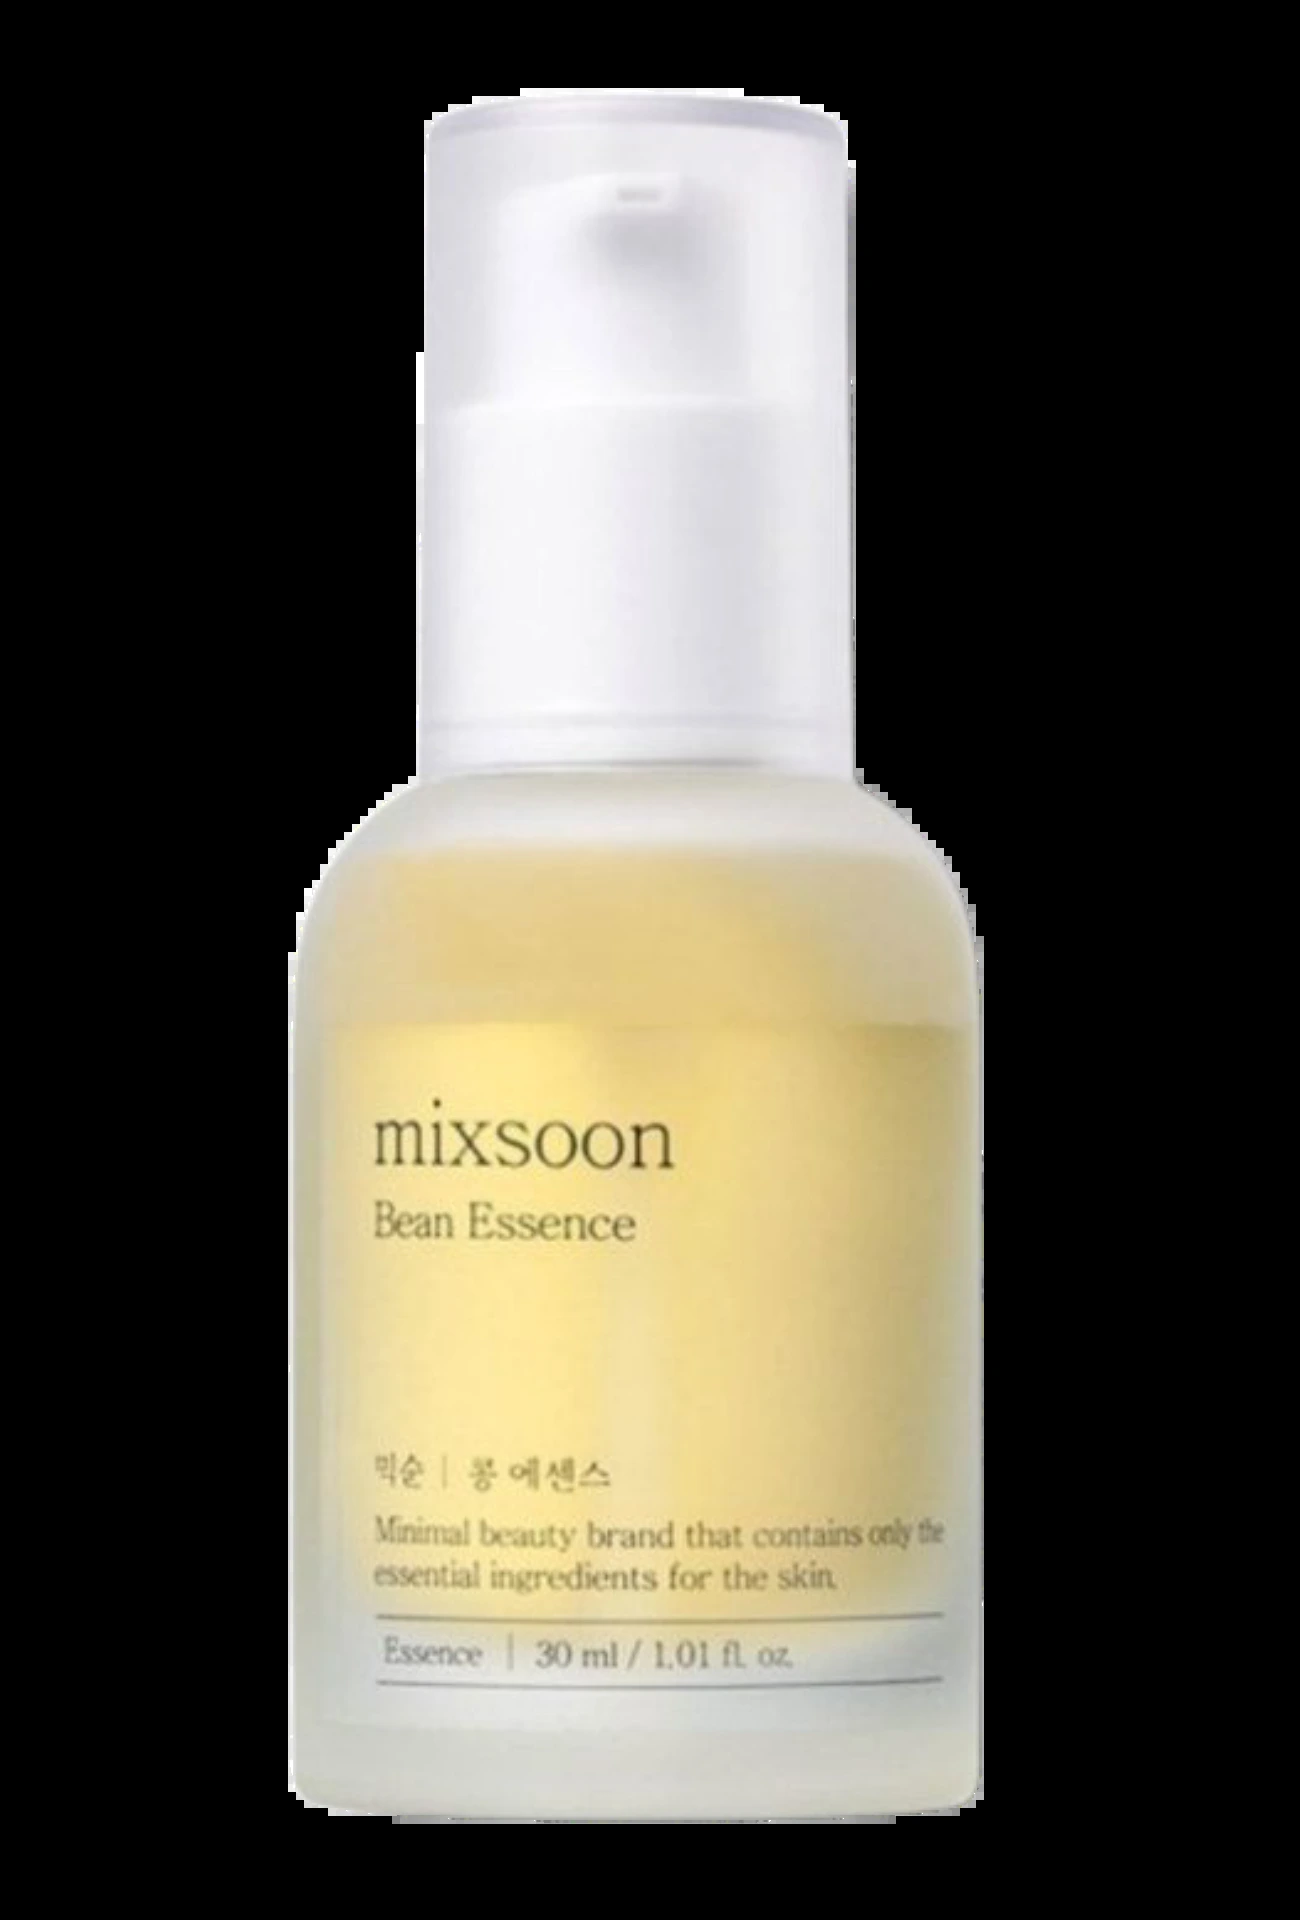 mixsoon
Bean Essence
믹순 | 콩 에센스
Minimal beauty brand that contains only the
essential ingredients for the skin.
Essence | 30 ml / 1.01 fl. oz.